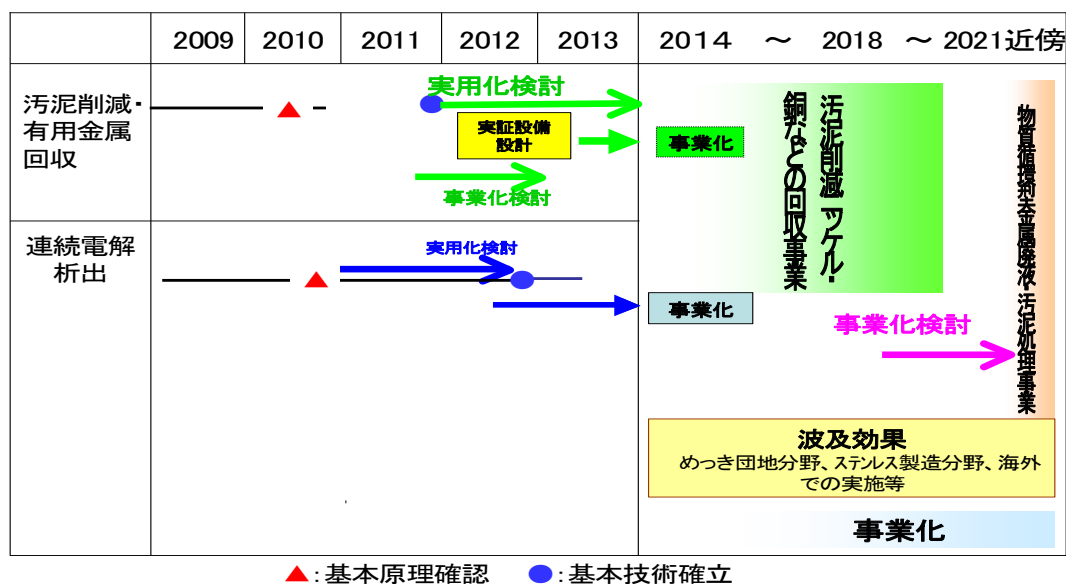 2009 2010 2011 2012 2013 2014 ～ 2018 ～ 2021近傍
汚泥削減・
有用金属
回収
実用化検討
実証設備
設計
事業化検討
事業化
汚泥削減ニッケル・
銅などの回収事業
連続電解
析出
実用化検討
事業化
事業化検討
物質循環型金属廃液・汚泥処理事業
波及効果
めっき団地分野、ステンレス製造分野、海外
での実施等
事業化
▲：基本原理確認 ●：基本技術確立